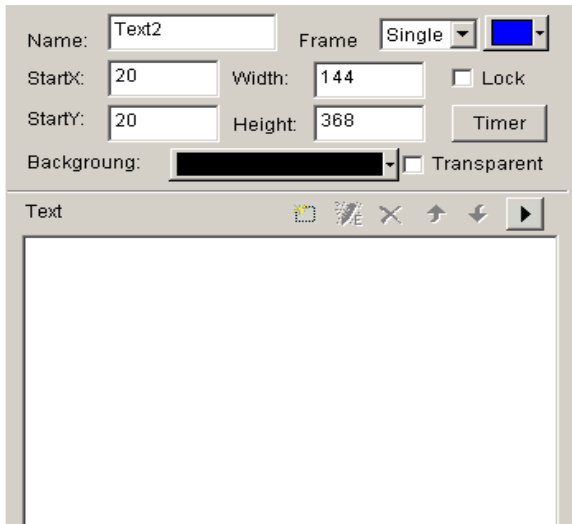 Name: Text2 Frame Single
StartX: 20 Width: 144 Lock
StartY: 20 Height: 368 Timer
Backgroung: Transparent
Text